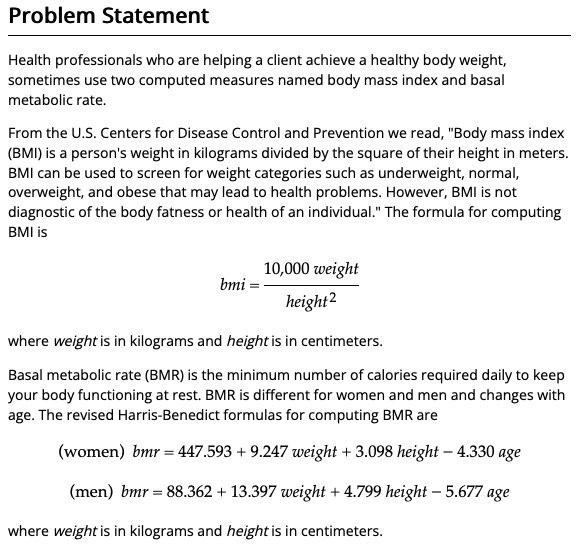 Problem Statement
Health professionals who are helping a client achieve a healthy body weight,
sometimes use two computed measures named body mass index and basal
metabolic rate.
From the U.S. Centers for Disease Control and Prevention we read, "Body mass index
(BMI) is a person's weight in kilograms divided by the square of their height in meters.
BMI can be used to screen for weight categories such as underweight, normal,
overweight, and obese that may lead to health problems. However, BMI is not
diagnostic of the body fatness or health of an individual." The formula for computing
BMI is
bmi = 10,000 weight / height²
where weight is in kilograms and height is in centimeters.
Basal metabolic rate (BMR) is the minimum number of calories required daily to keep
your body functioning at rest. BMR is different for women and men and changes with
age. The revised Harris-Benedict formulas for computing BMR are
(women) bmr = 447.593 + 9.247 weight + 3.098 height − 4.330 age
(men) bmr = 88.362 + 13.397 weight + 4.799 height − 5.677 age
where weight is in kilograms and height is in centimeters.